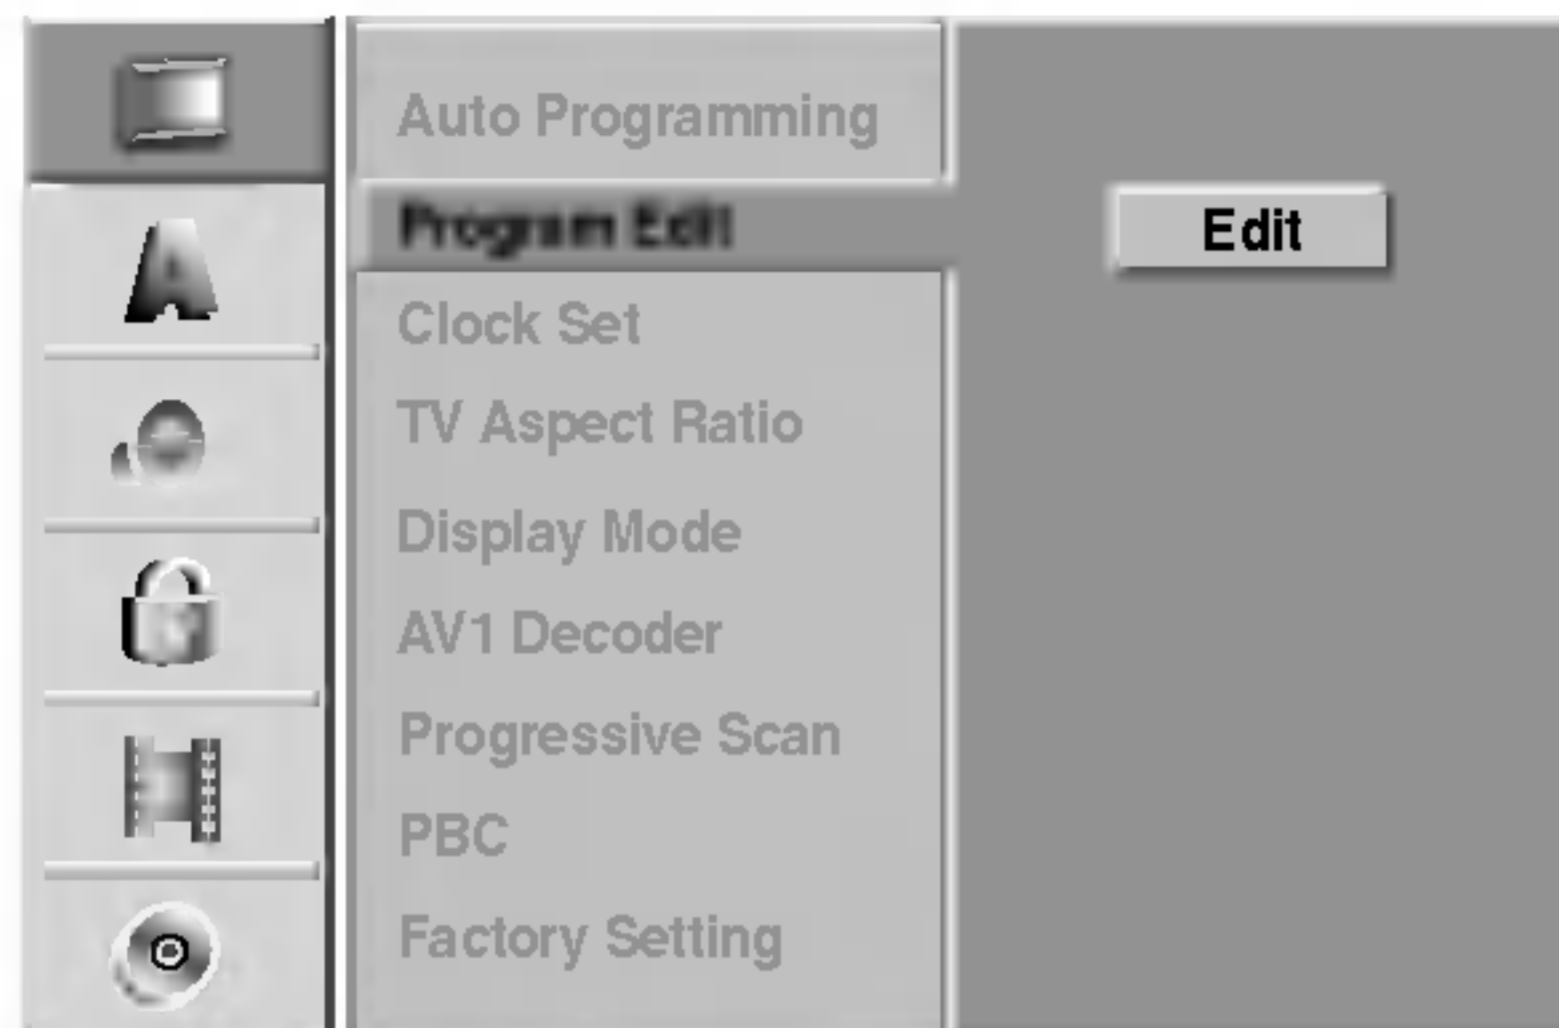 Auto Programming
Program Edit
Edit
Clock Set
TV Aspect Ratio
Display Mode
AV1 Decoder
Progressive Scan
PBC
Factory Setting